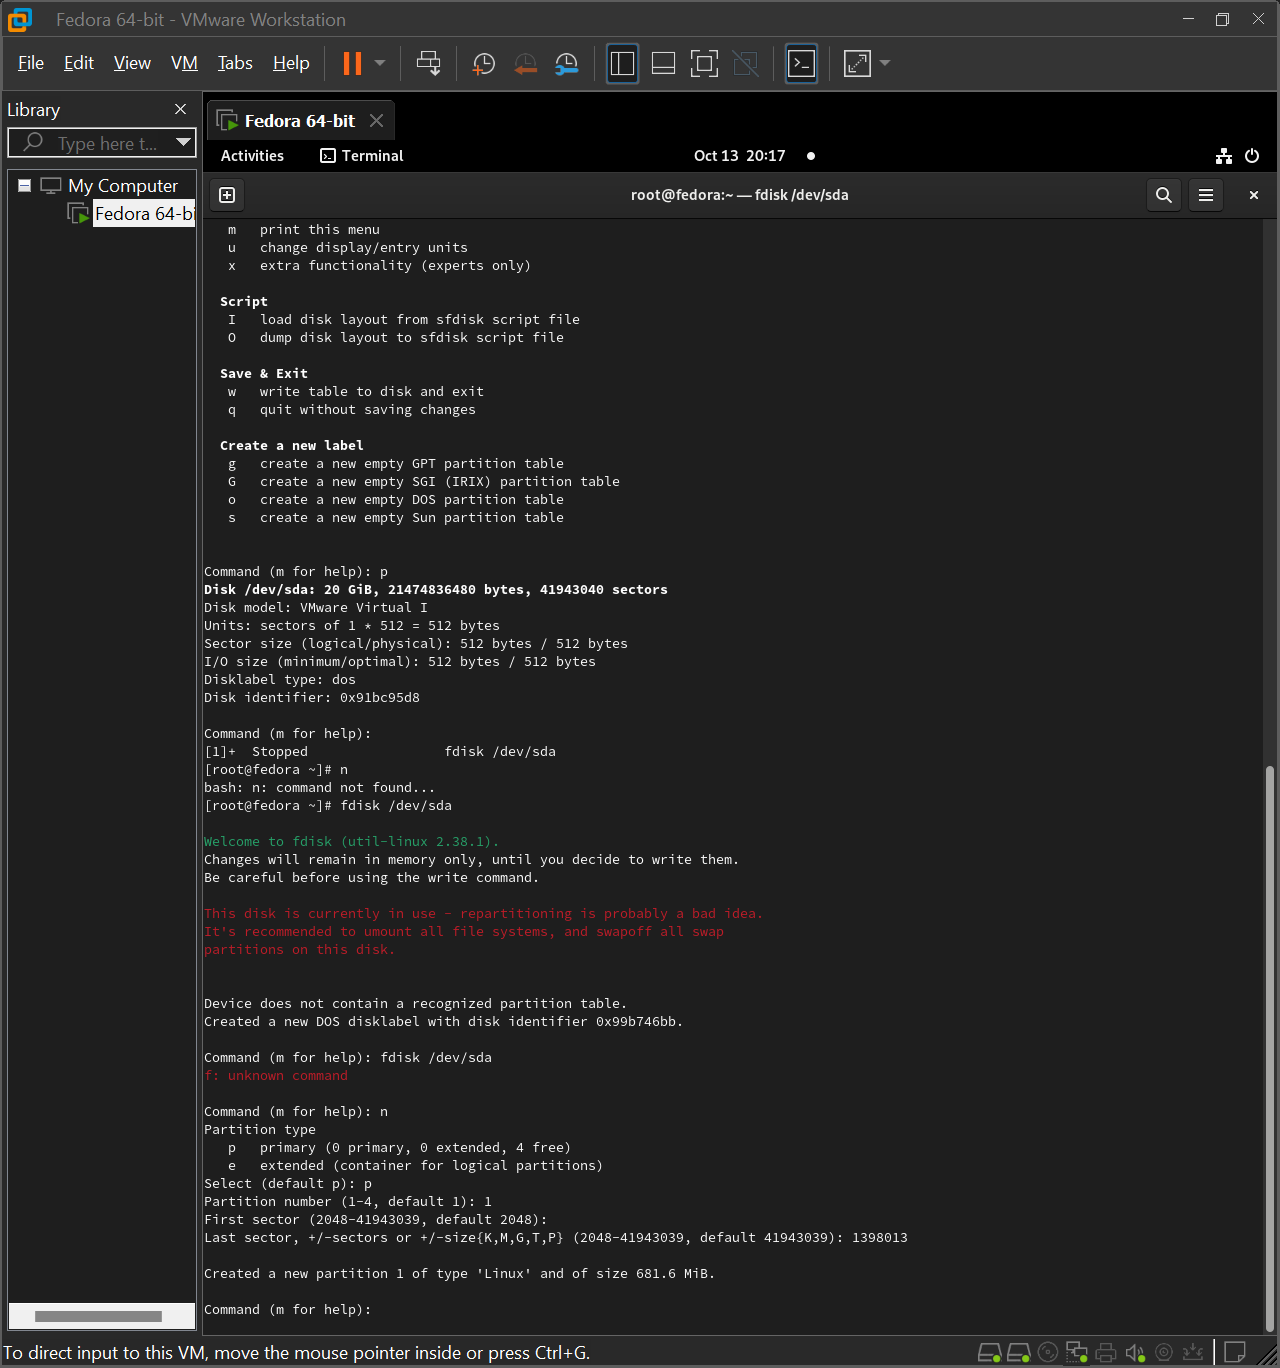 Fedora 64-bit - VMware Workstation
File Edit View VM Tabs Help
Library
Type here t...
My Computer
Fedora 64-bi
Fedora 64-bit
Activities Terminal Oct 13 20:17
root@fedora:~ — fdisk /dev/sda
m print this menu
u change display/entry units
x extra functionality (experts only)
Script
I load disk layout from sfdisk script file
O dump disk layout to sfdisk script file
Save & Exit
w write table to disk and exit
q quit without saving changes
Create a new label
g create a new empty GPT partition table
G create a new empty SGI (IRIX) partition table
o create a new empty DOS partition table
s create a new empty Sun partition table
Command (m for help): p
Disk /dev/sda: 20 GiB, 21474836480 bytes, 41943040 sectors
Disk model: VMware Virtual I
Units: sectors of 1 * 512 = 512 bytes
Sector size (logical/physical): 512 bytes / 512 bytes
I/O size (minimum/optimal): 512 bytes / 512 bytes
Disklabel type: dos
Disk identifier: 0x91bc95d8
Command (m for help):
[1]+ Stopped fdisk /dev/sda
[root@fedora ~]# n
bash: n: command not found...
[root@fedora ~]# fdisk /dev/sda
Welcome to fdisk (util-linux 2.38.1).
Changes will remain in memory only, until you decide to write them.
Be careful before using the write command.
This disk is currently in use - repartitioning is probably a bad idea.
It's recommended to umount all file systems, and swapoff all swap
partitions on this disk.
Device does not contain a recognized partition table.
Created a new DOS disklabel with disk identifier 0x99b746bb.
Command (m for help): fdisk /dev/sda
f: unknown command
Command (m for help): n
Partition type
p primary (0 primary, 0 extended, 4 free)
e extended (container for logical partitions)
Select (default p): p
Partition number (1-4, default 1): 1
First sector (2048-41943039, default 2048):
Last sector, +/-sectors or +/-size{K,M,G,T,P} (2048-41943039, default 41943039): 1398013
Created a new partition 1 of type 'Linux' and of size 681.6 MiB.
Command (m for help):
To direct input to this VM, move the mouse pointer inside or press Ctrl+G.